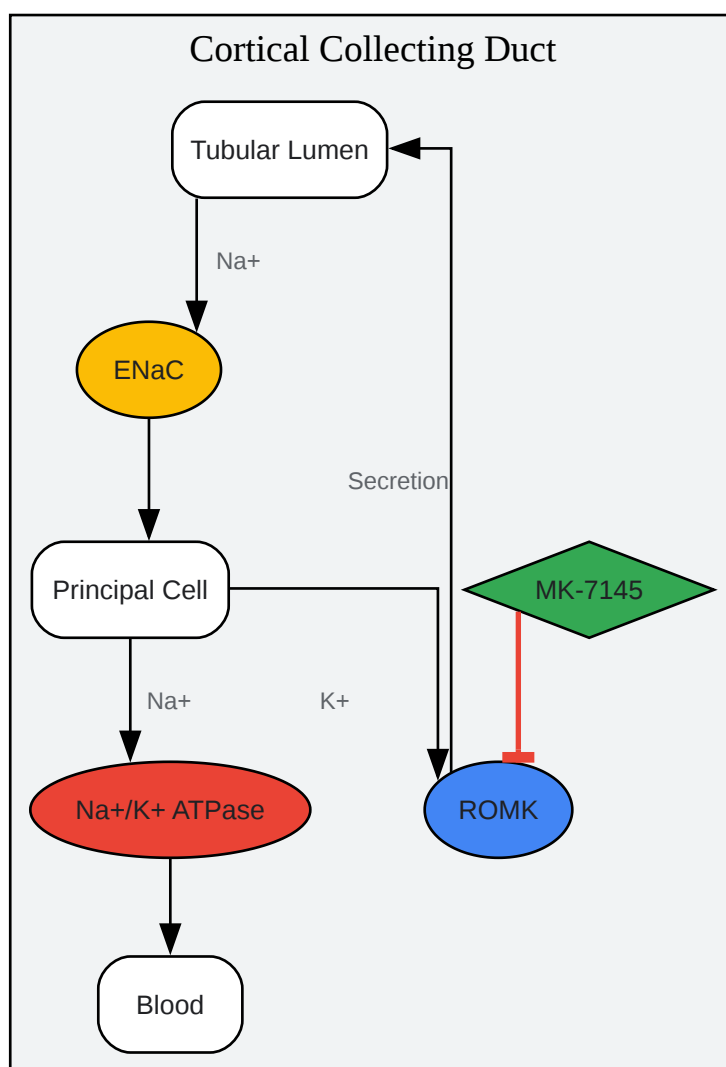 Cortical Collecting Duct
Tubular Lumen
Na+
ENaC
Secretion
Principal Cell
MK-7145
Na+
K+
Na+/K+ ATPase
ROMK
Blood